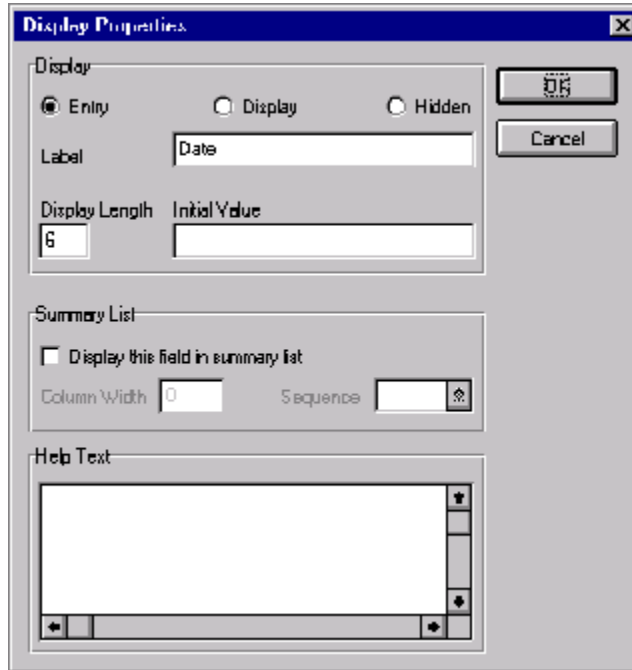 Display Properties
Display
OK
Entry Display Hidden
Cancel
Label Date
Display Length Initial Value
6
Summary List
Display this field in summary list
Column Width 0 Sequence
Help Text